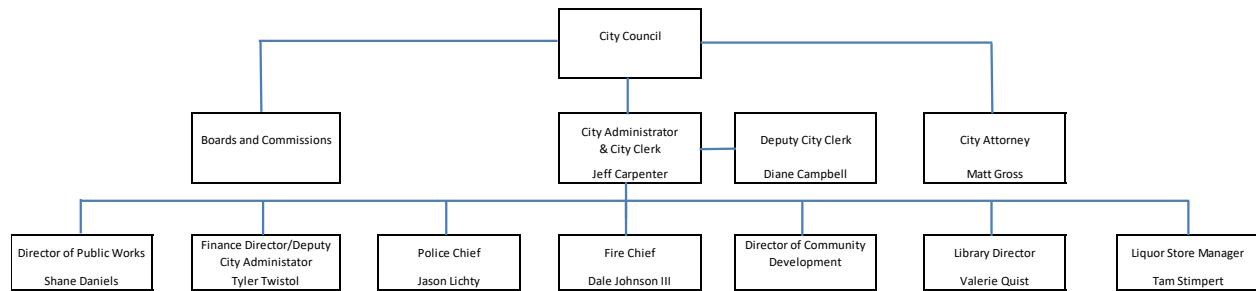 City Council
Boards and Commissions
City Administrator
& City Clerk
Jeff Carpenter
Deputy City Clerk
Diane Campbell
City Attorney
Matt Gross
Director of Public Works
Shane Daniels
Finance Director/Deputy
City Administator
Tyler Twistol
Police Chief
Jason Lichty
Fire Chief
Dale Johnson III
Director of Community
Development
Library Director
Valerie Quist
Liquor Store Manager
Tam Stimpert